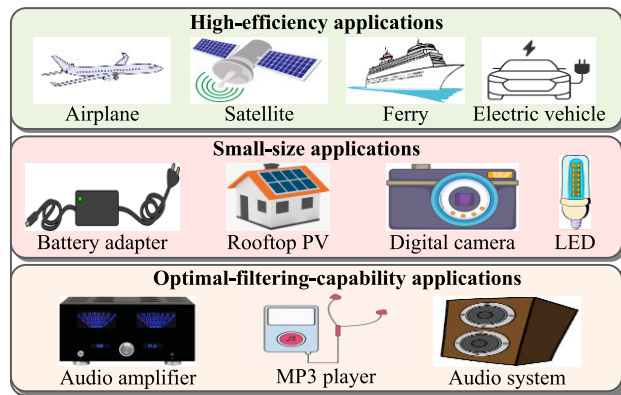 High-efficiency applications
Airplane Satellite Ferry Electric vehicle
Small-size applications
Battery adapter Rooftop PV Digital camera LED
Optimal-filtering-capability applications
Audio amplifier MP3 player Audio system